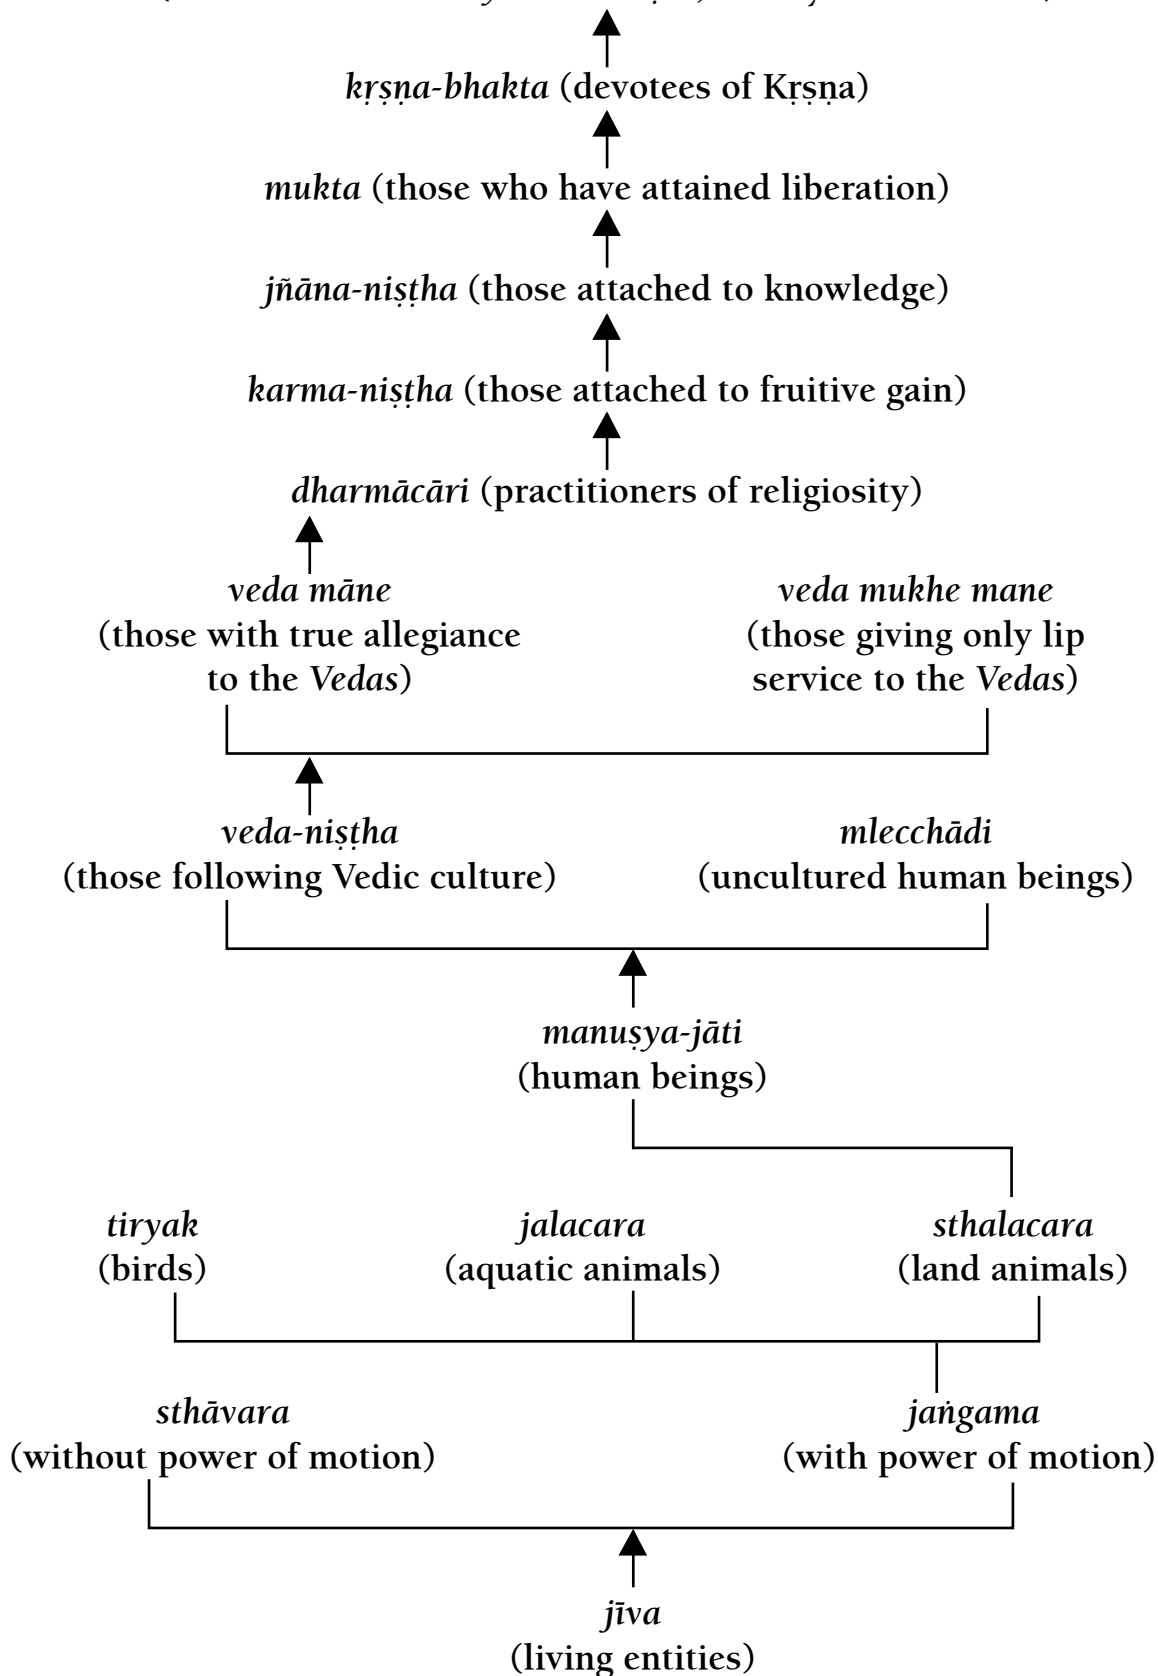 kṛṣṇa-bhakta (devotees of Kṛṣṇa)
mukta (those who have attained liberation)
jñāna-niṣṭha (those attached to knowledge)
karma-niṣṭha (those attached to fruitive gain)
dharmācāri (practitioners of religiosity)
veda māne
(those with true allegiance
to the Vedas)
veda mukhe mane
(those giving only lip
service to the Vedas)
veda-niṣṭha
(those following Vedic culture)
mlecchādi
(uncultured human beings)
manuṣya-jāti
(human beings)
tiryak
(birds)
jalacara
(aquatic animals)
sthalacara
(land animals)
sthāvara
(without power of motion)
jaṅgama
(with power of motion)
jīva
(living entities)